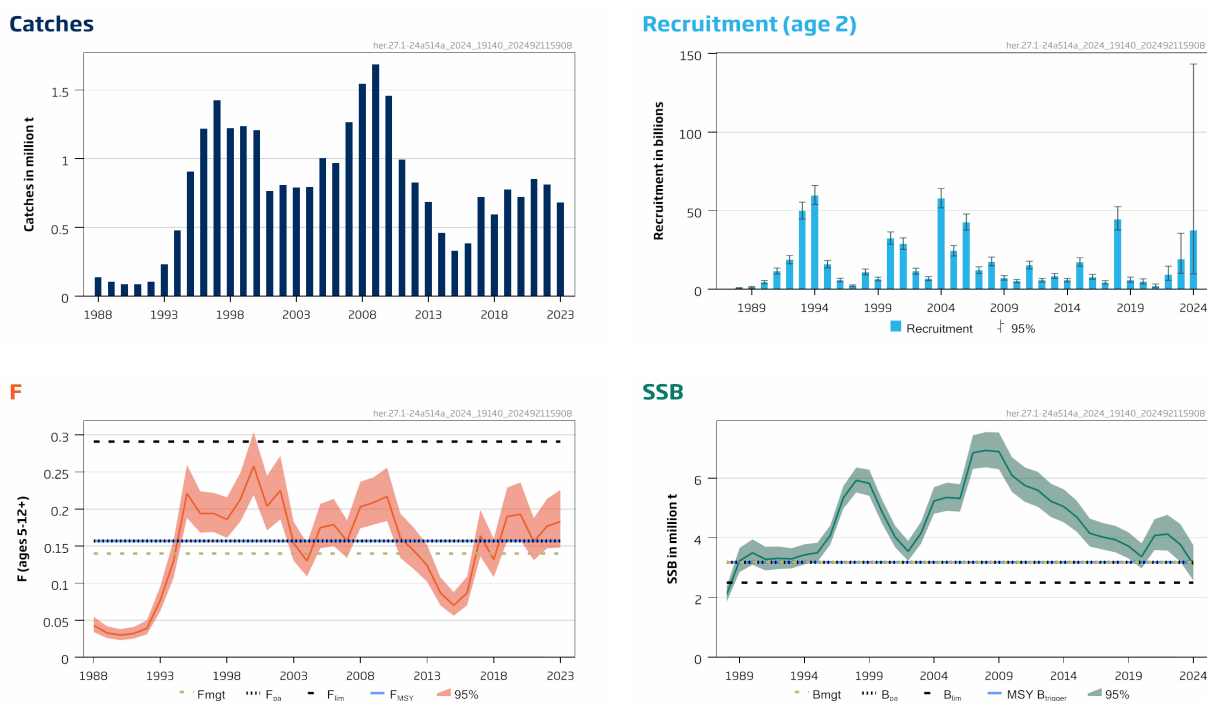 Catches
her.27.1-24a514a_2024_19140_202492115908
Catches in million t
1.5
1
0.5
0
1988 1993 1998 2003 2008 2013 2018 2023
Recruitment (age 2)
her.27.1-24a514a_2024_19140_202492115908
Recruitment in billions
150
100
50
0
1989 1994 1999 2004 2009 2014 2019 2024
Recruitment 95%
F
her.27.1-24a514a_2024_19140_202492115908
F (ages 5-12+)
0.3
0.25
0.2
0.15
0.1
0.05
0
1988 1993 1998 2003 2008 2013 2018 2023
Fmgt Fpa Flim FMSY 95%
SSB
her.27.1-24a514a_2024_19140_202492115908
SSB in million t
6
4
2
0
1989 1994 1999 2004 2009 2014 2019 2024
Bmgt Bpa Blim MSY Btrigger 95%